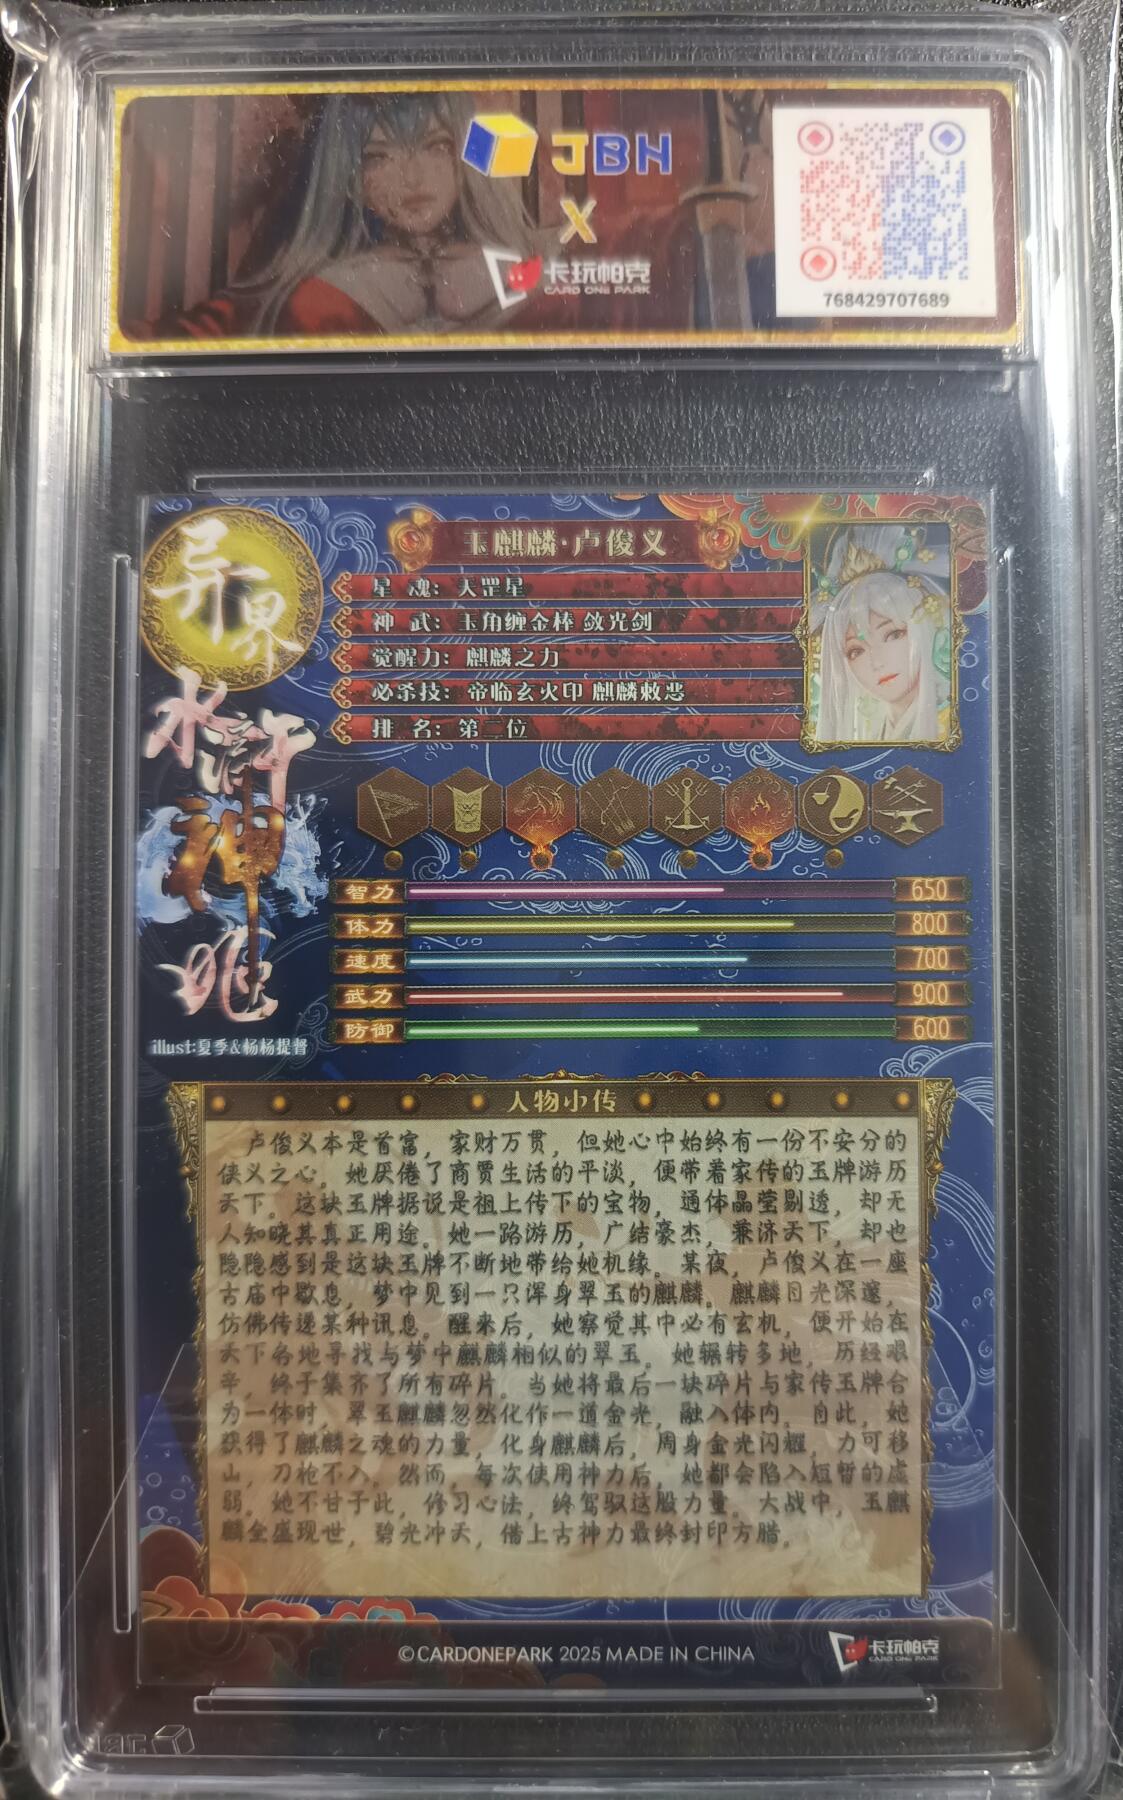 JBH
X
卡玩帕克
CARD ONE PARK
768429707689
异界
水浒
神
姬
illust:夏季&杨杨提督
玉麒麟·卢俊义
星 魂：天罡星
神 武：玉角缠金棒 敛光剑
觉醒力：麒麟之力
必杀技：帝临玄火印 麒麟敕恶
排 名：第二位
智力 650
体力 800
速度 700
武力 900
防御 600
人物小传
卢俊义本是首富，家财万贯，但她心中始终有一份不安分的
侠义之心。她厌倦了商贾生活的平淡，便带着家传的玉牌游历
天下。这块玉牌据说是祖上传下的宝物，通体晶莹剔透，却无
人知晓其真正用途。她一路游历，广结豪杰，兼济天下，却也
隐隐感到是这块玉牌不断地带给她机缘。某夜，卢俊义在一座
古庙中歇息，梦中见到一只浑身翠玉的麒麟。麒麟目光深邃，
仿佛传递某种讯息。醒来后，她察觉其中必有玄机，便开始在
天下各地寻找与梦中麒麟相似的翠玉。她辗转多地，历经艰
辛，终于集齐了所有碎片。当她将最后一块碎片与家传玉牌合
为一体时，翠玉麒麟忽然化作一道金光，融入体内。自此，她
获得了麒麟之魂的力量，化身麒麟后，周身金光闪耀，力可移
山，刀枪不入。然而，每次使用神力后，她都会陷入短暂的虚
弱。她不甘于此，修习心法，终驾驭这股力量。大战中，玉麒
麟全盛现世，碧光冲天，借上古神力最终封印方腊。
©CARDONEPARK 2025 MADE IN CHINA
卡玩帕克
CARD ONE PARK